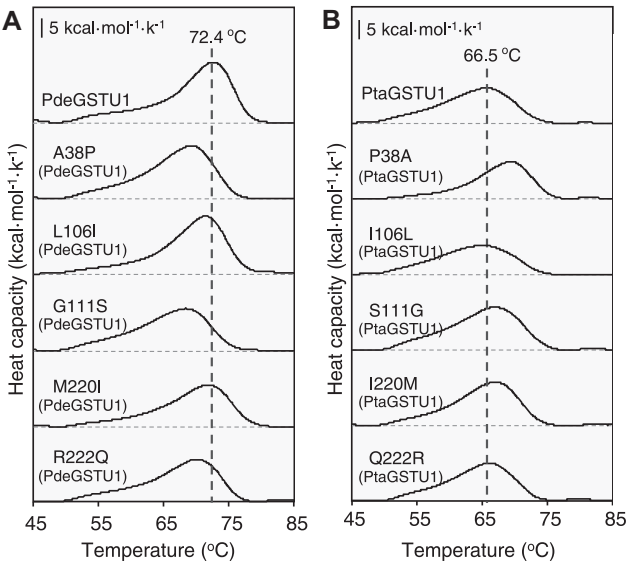 A
5 kcal·mol⁻¹·k⁻¹
72.4 °C
PdeGSTU1
A38P
(PdeGSTU1)
L106I
(PdeGSTU1)
G111S
(PdeGSTU1)
M220I
(PdeGSTU1)
R222Q
(PdeGSTU1)
Heat capacity (kcal·mol⁻¹·k⁻¹)
45 55 65 75 85
Temperature (°C)
B
5 kcal·mol⁻¹·k⁻¹
66.5 °C
PtaGSTU1
P38A
(PtaGSTU1)
I106L
(PtaGSTU1)
S111G
(PtaGSTU1)
I220M
(PtaGSTU1)
Q222R
(PtaGSTU1)
Heat capacity (kcal·mol⁻¹·k⁻¹)
45 55 65 75 85
Temperature (°C)